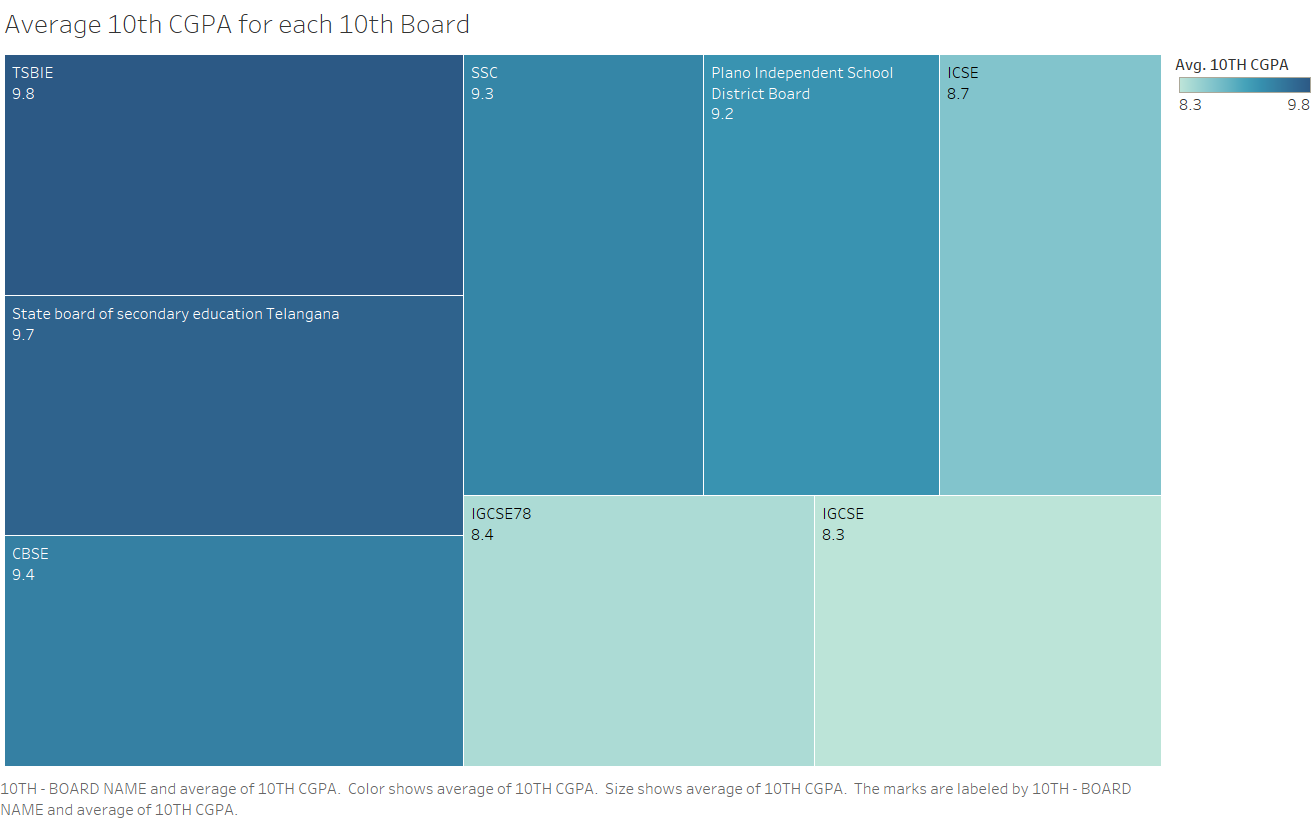 Average 10th CGPA for each 10th Board
TSBIE
9.8
State board of secondary education Telangana
9.7
CBSE
9.4
SSC
9.3
Plano Independent School
District Board
9.2
ICSE
8.7
IGCSE78
8.4
IGCSE
8.3
Avg. 10TH CGPA
8.3 9.8
10TH - BOARD NAME and average of 10TH CGPA.  Color shows average of 10TH CGPA.  Size shows average of 10TH CGPA.  The marks are labeled by 10TH - BOARD
NAME and average of 10TH CGPA.